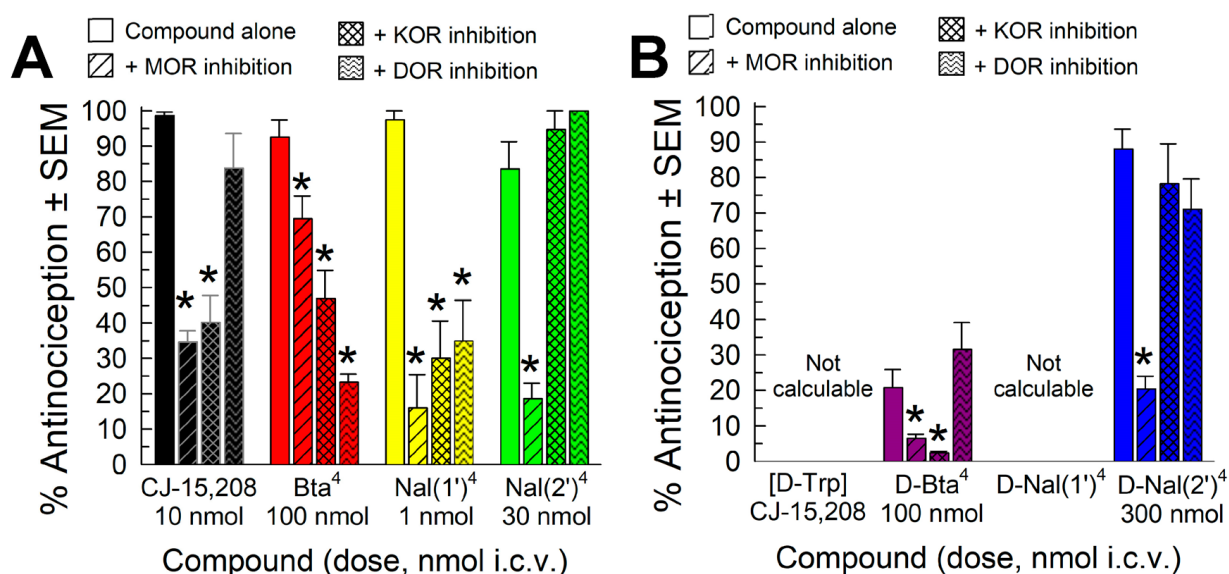 A
Compound alone
+ MOR inhibition
+ KOR inhibition
+ DOR inhibition
% Antinociception ± SEM
100
90
80
70
60
50
40
30
20
10
0
*
*
*
*
*
*
*
*
*
CJ-15,208
10 nmol
Bta⁴
100 nmol
Nal(1')⁴
1 nmol
Nal(2')⁴
30 nmol
Compound (dose, nmol i.c.v.)
B
Compound alone
+ MOR inhibition
+ KOR inhibition
+ DOR inhibition
% Antinociception ± SEM
100
90
80
70
60
50
40
30
20
10
0
Not
calculable
*
*
Not
calculable
*
[D-Trp]
CJ-15,208
D-Bta⁴
100 nmol
D-Nal(1')⁴
D-Nal(2')⁴
300 nmol
Compound (dose, nmol i.c.v.)